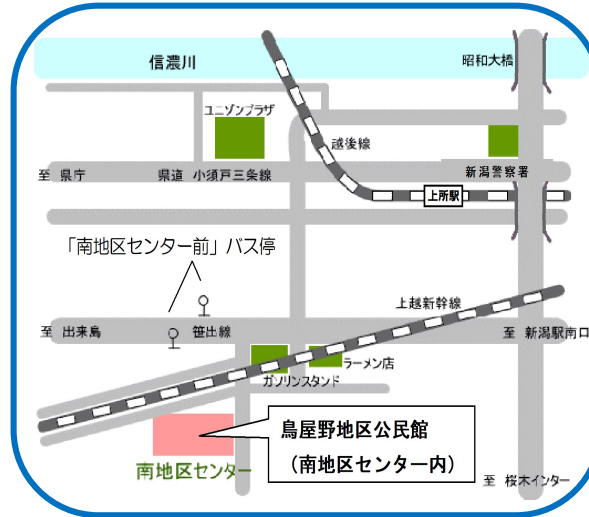 信濃川
昭和大橋
ユニゾンプラザ
越後線
至 県庁
県道 小須戸三条線
新潟警察署
上所駅
「南地区センター前」バス停
上越新幹線
至 出来島
笹出線
至 新潟駅南口
ラーメン店
ガソリンスタンド
鳥屋野地区公民館
（南地区センター内）
南地区センター
至 桜木インター